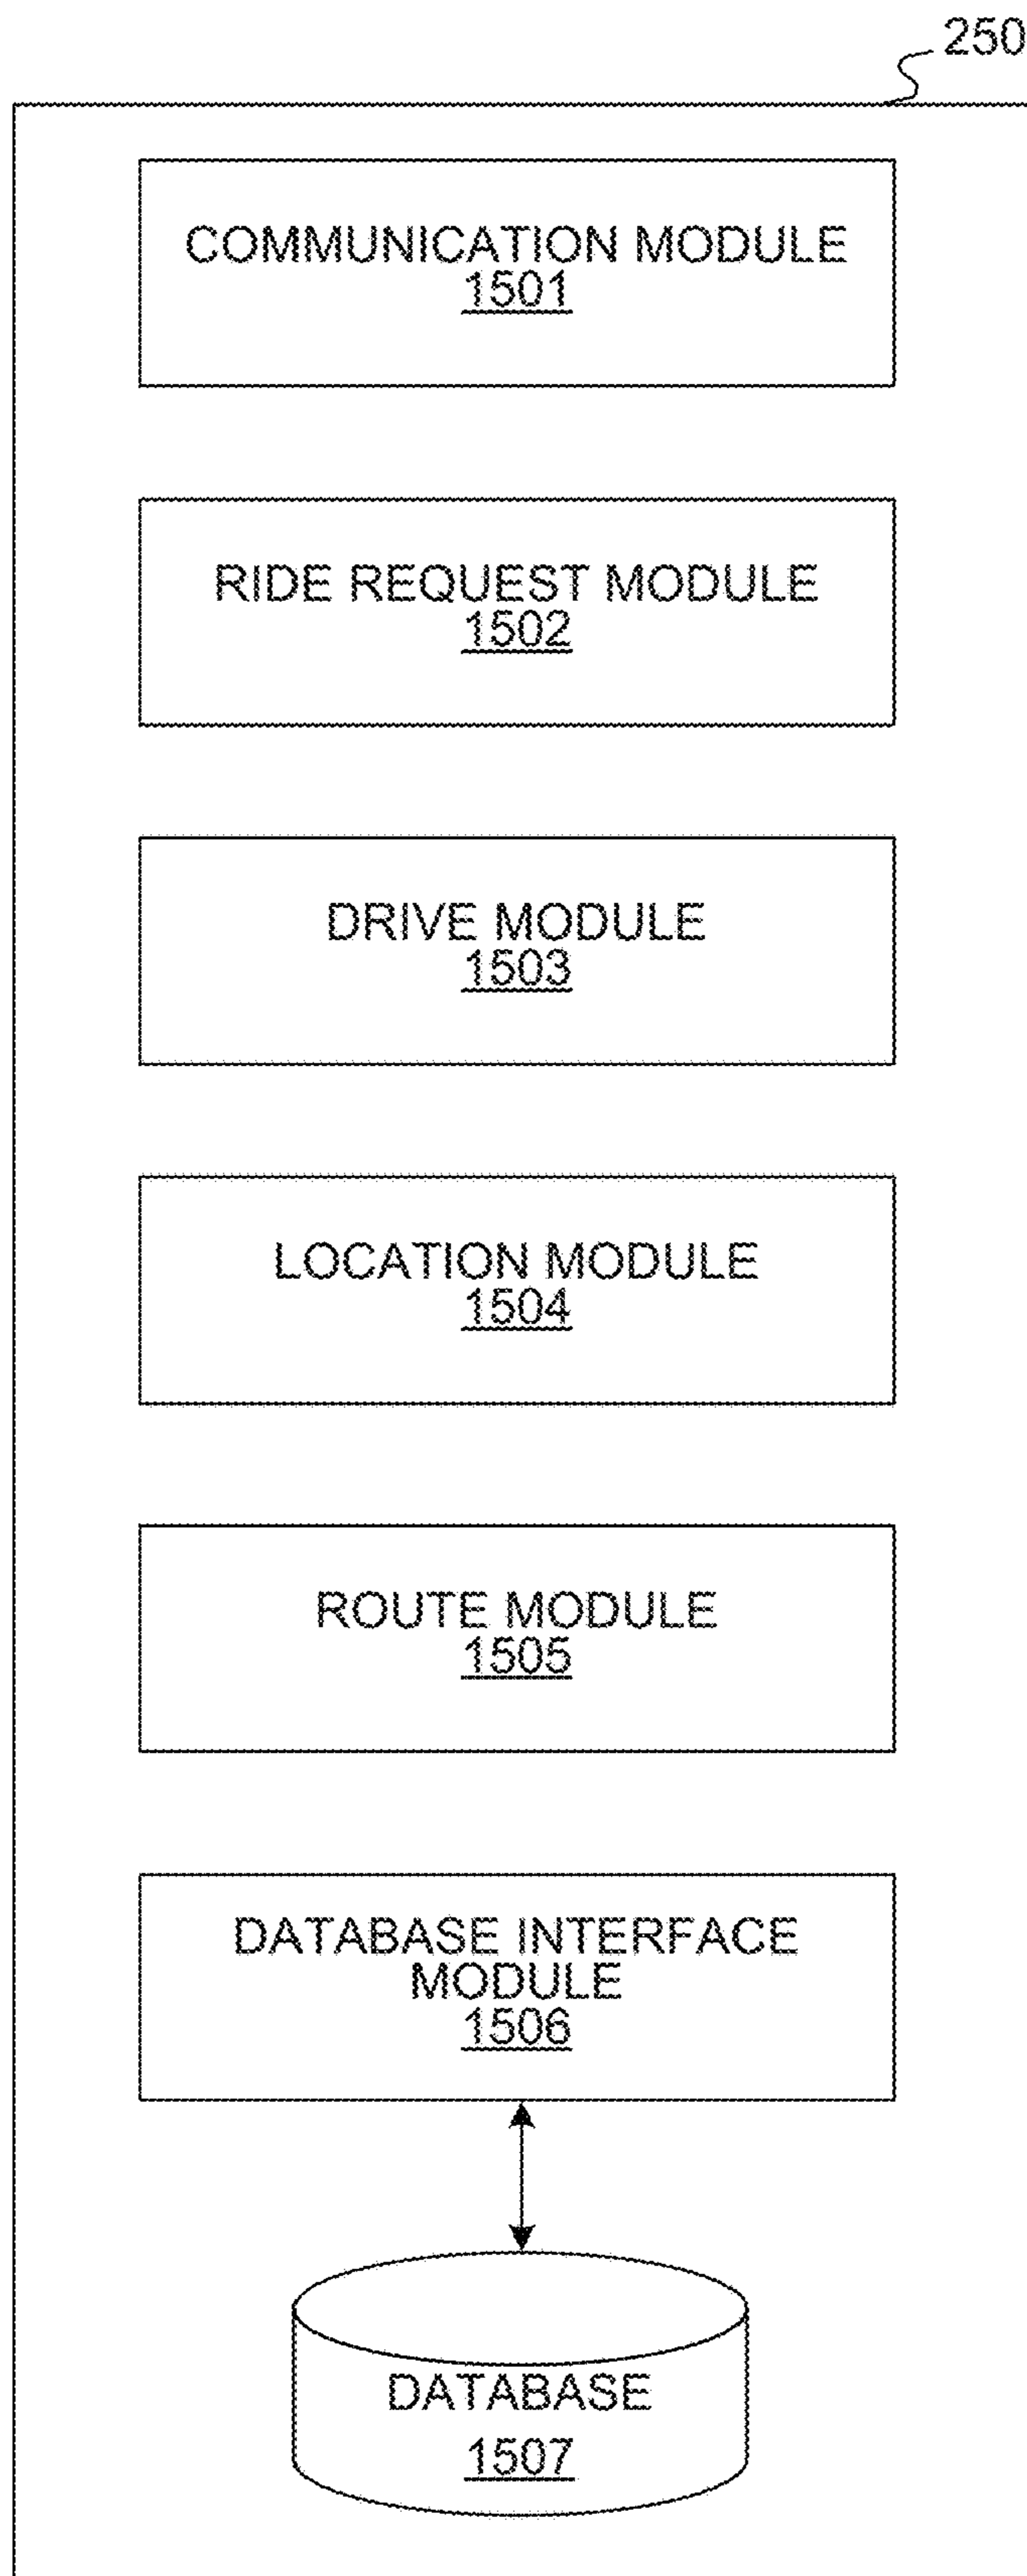 250
COMMUNICATION MODULE
1501
RIDE REQUEST MODULE
1502
DRIVE MODULE
1503
LOCATION MODULE
1504
ROUTE MODULE
1505
DATABASE INTERFACE
MODULE
1506
DATABASE
1507